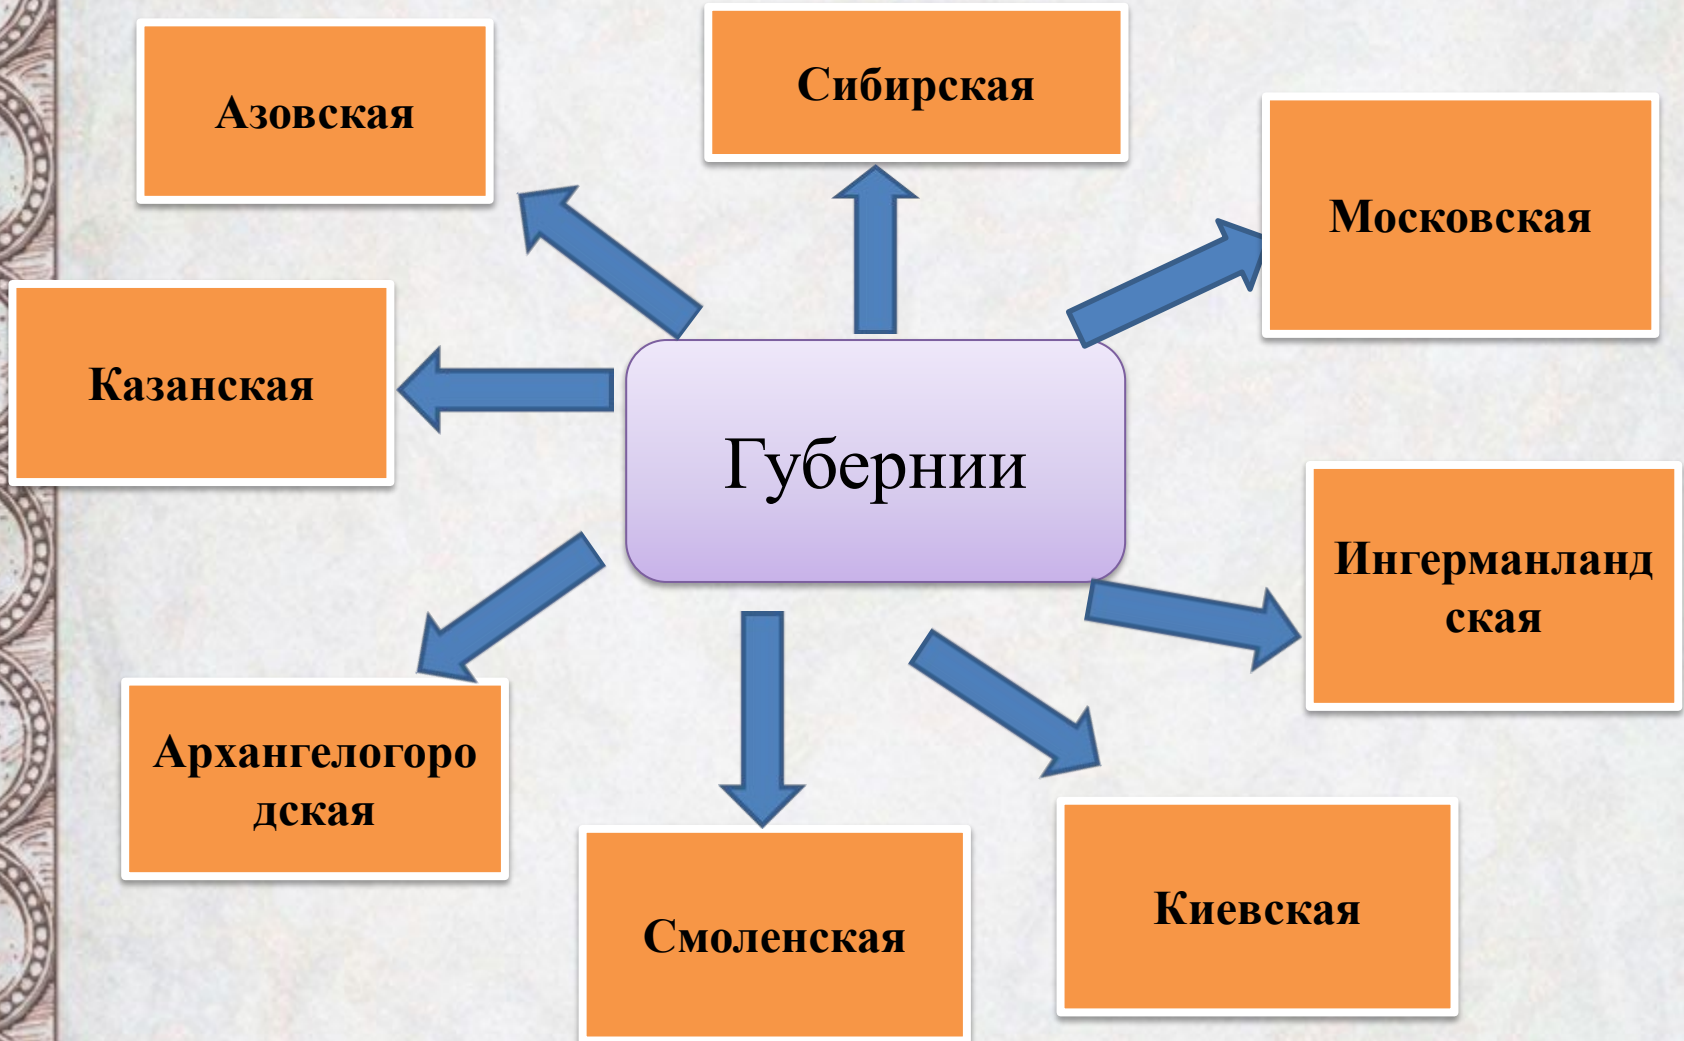 Сибирская
Азовская
Московская
Казанская
Губернии
Ингерманланд
ская
Архангелогоро
дская
Киевская
Смоленская